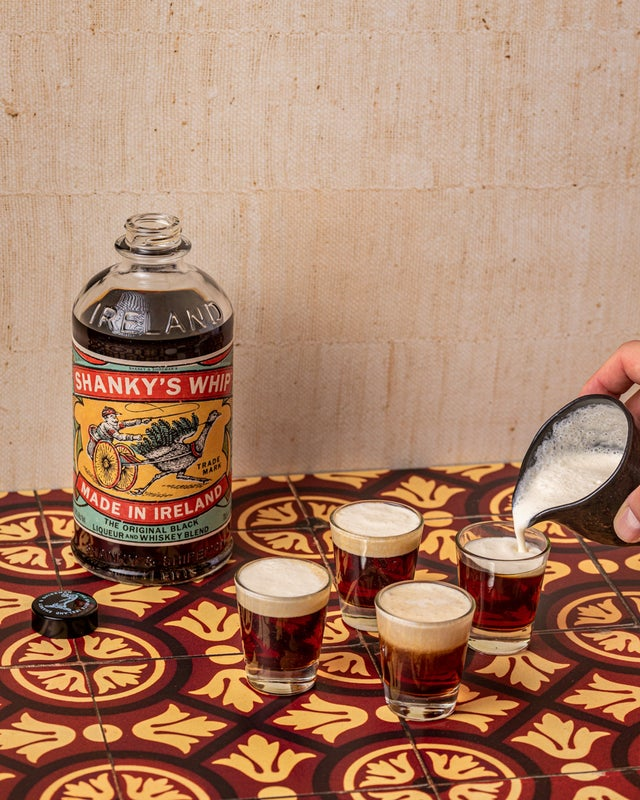 IRELAND
SHANKY'S WHIP
TRADE
MARK
MADE IN IRELAND
THE ORIGINAL BLACK
LIQUEUR AND WHISKEY BLEND